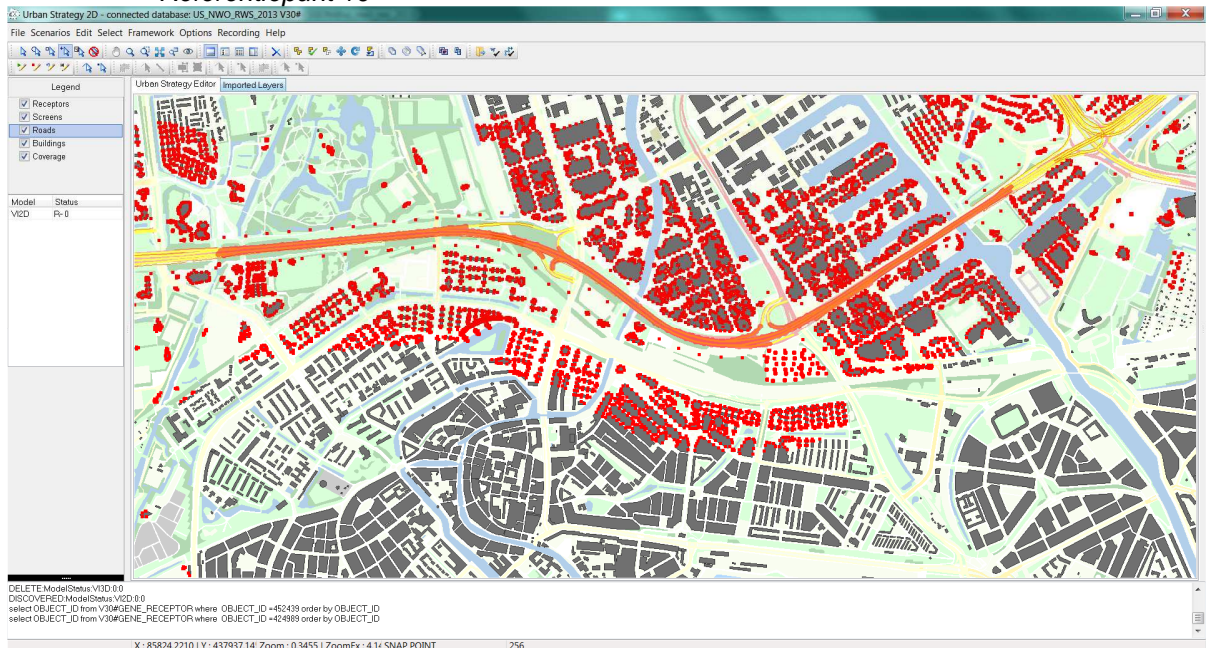 Urban Strategy 2D - connected database: US_NWO_RWS_2013 V30#
File Scenarios Edit Select Framework Options Recording Help
Legend
Urban Strategy Editor Imported Layers
Receptors
Screens
Roads
Buildings
Coverage
Model Status
VI2D R- 0
DELETE:ModelStatus:VI3D:0:0
DISCOVERED:ModelStatus:VI2D:0:0
select OBJECT_ID from V30#GENE_RECEPTOR where OBJECT_ID =452439 order by OBJECT_ID
select OBJECT_ID from V30#GENE_RECEPTOR where OBJECT_ID =424989 order by OBJECT_ID
X : 85824.2210 | Y : 437937.14 Zoom : 0.3455 | ZoomFx : 4.14 SNAP POINT 256